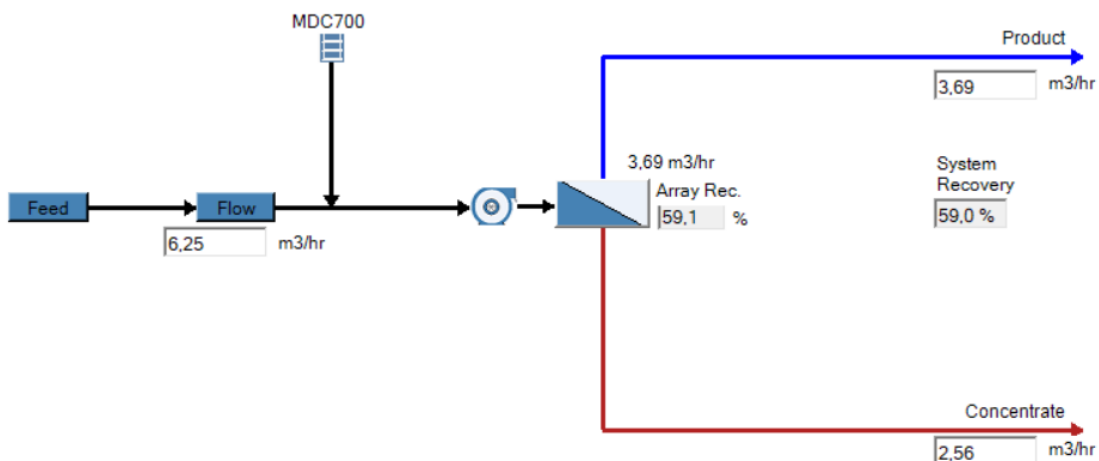 MDC700
Product
3,69 m3/hr
3,69 m3/hr
Array Rec.
59,1 %
System
Recovery
59,0 %
Feed
Flow
6,25 m3/hr
Concentrate
2,56 m3/hr